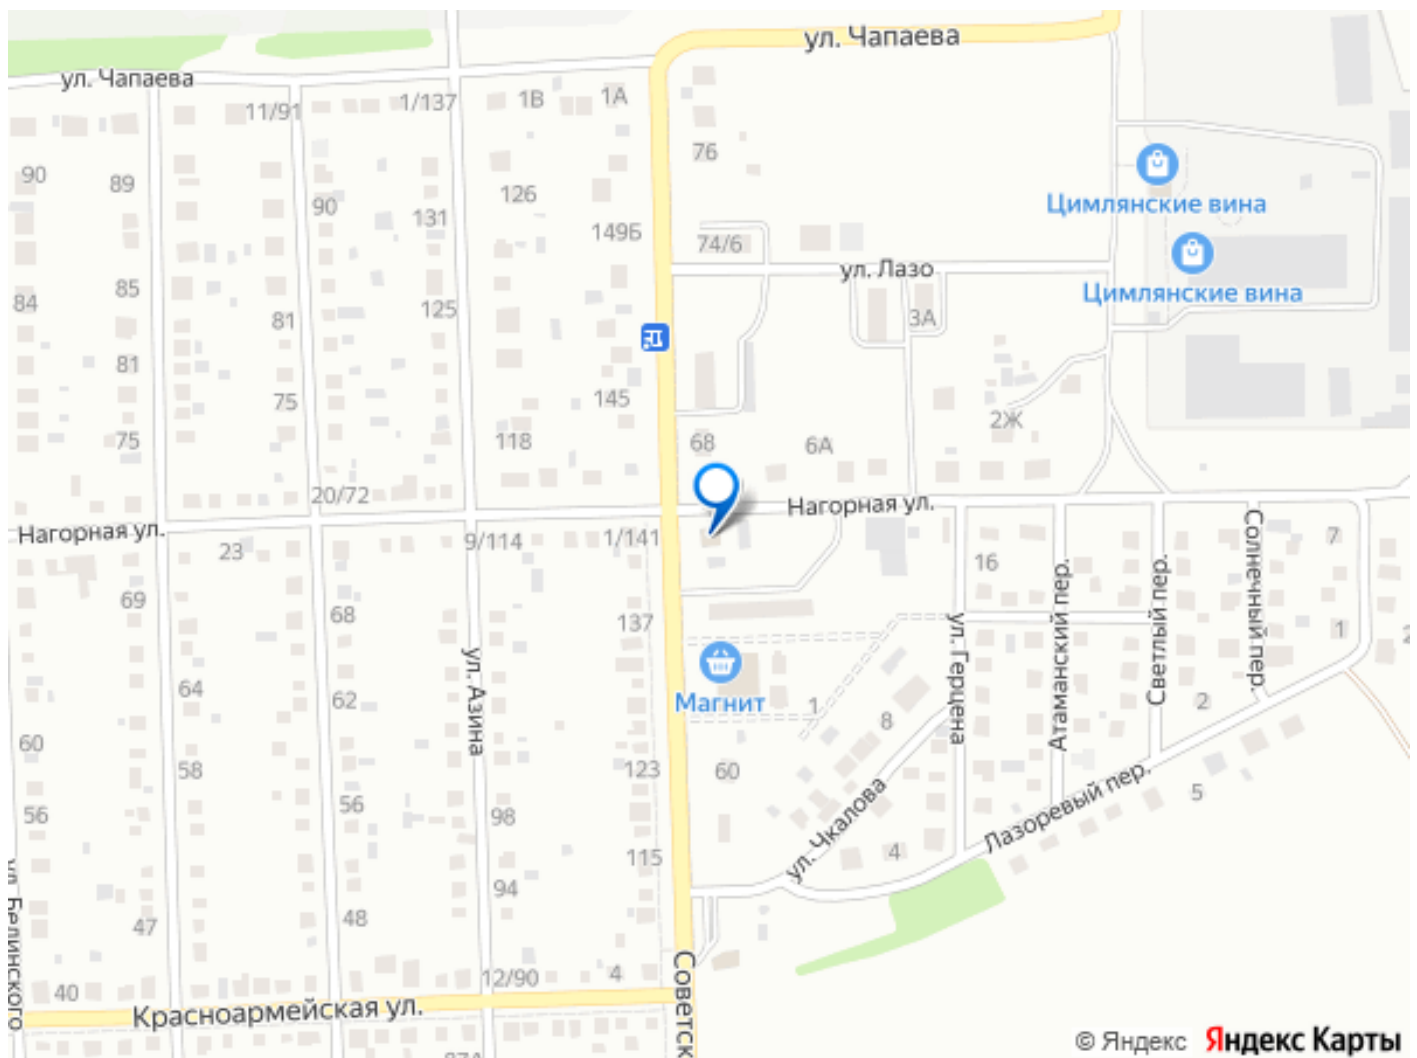 ул. Чапаева
ул. Чапаева
11/91
1/137
1В
1А
76
90
89
90
131
126
149Б
74/6
Цимлянские вина
Цимлянские вина
ул. Лазо
84
85
81
125
3А
81
75
145
2Ж
75
118
68
6А
20/72
Нагорная ул.
Нагорная ул.
23
9/114
1/141
16
7
Солнечный пер.
Атаманский пер.
Светлый пер.
ул. Герцена
69
68
137
1
2
64
62
ул. Азина
Магнит
1
8
2
60
58
56
123
60
5
56
98
ул. Чкалова
Лазоревый пер.
115
4
94
ул. Белинского
47
48
40
12/90
4
Красноармейская ул.
Советск
87А
© Яндекс Яндекс Карты